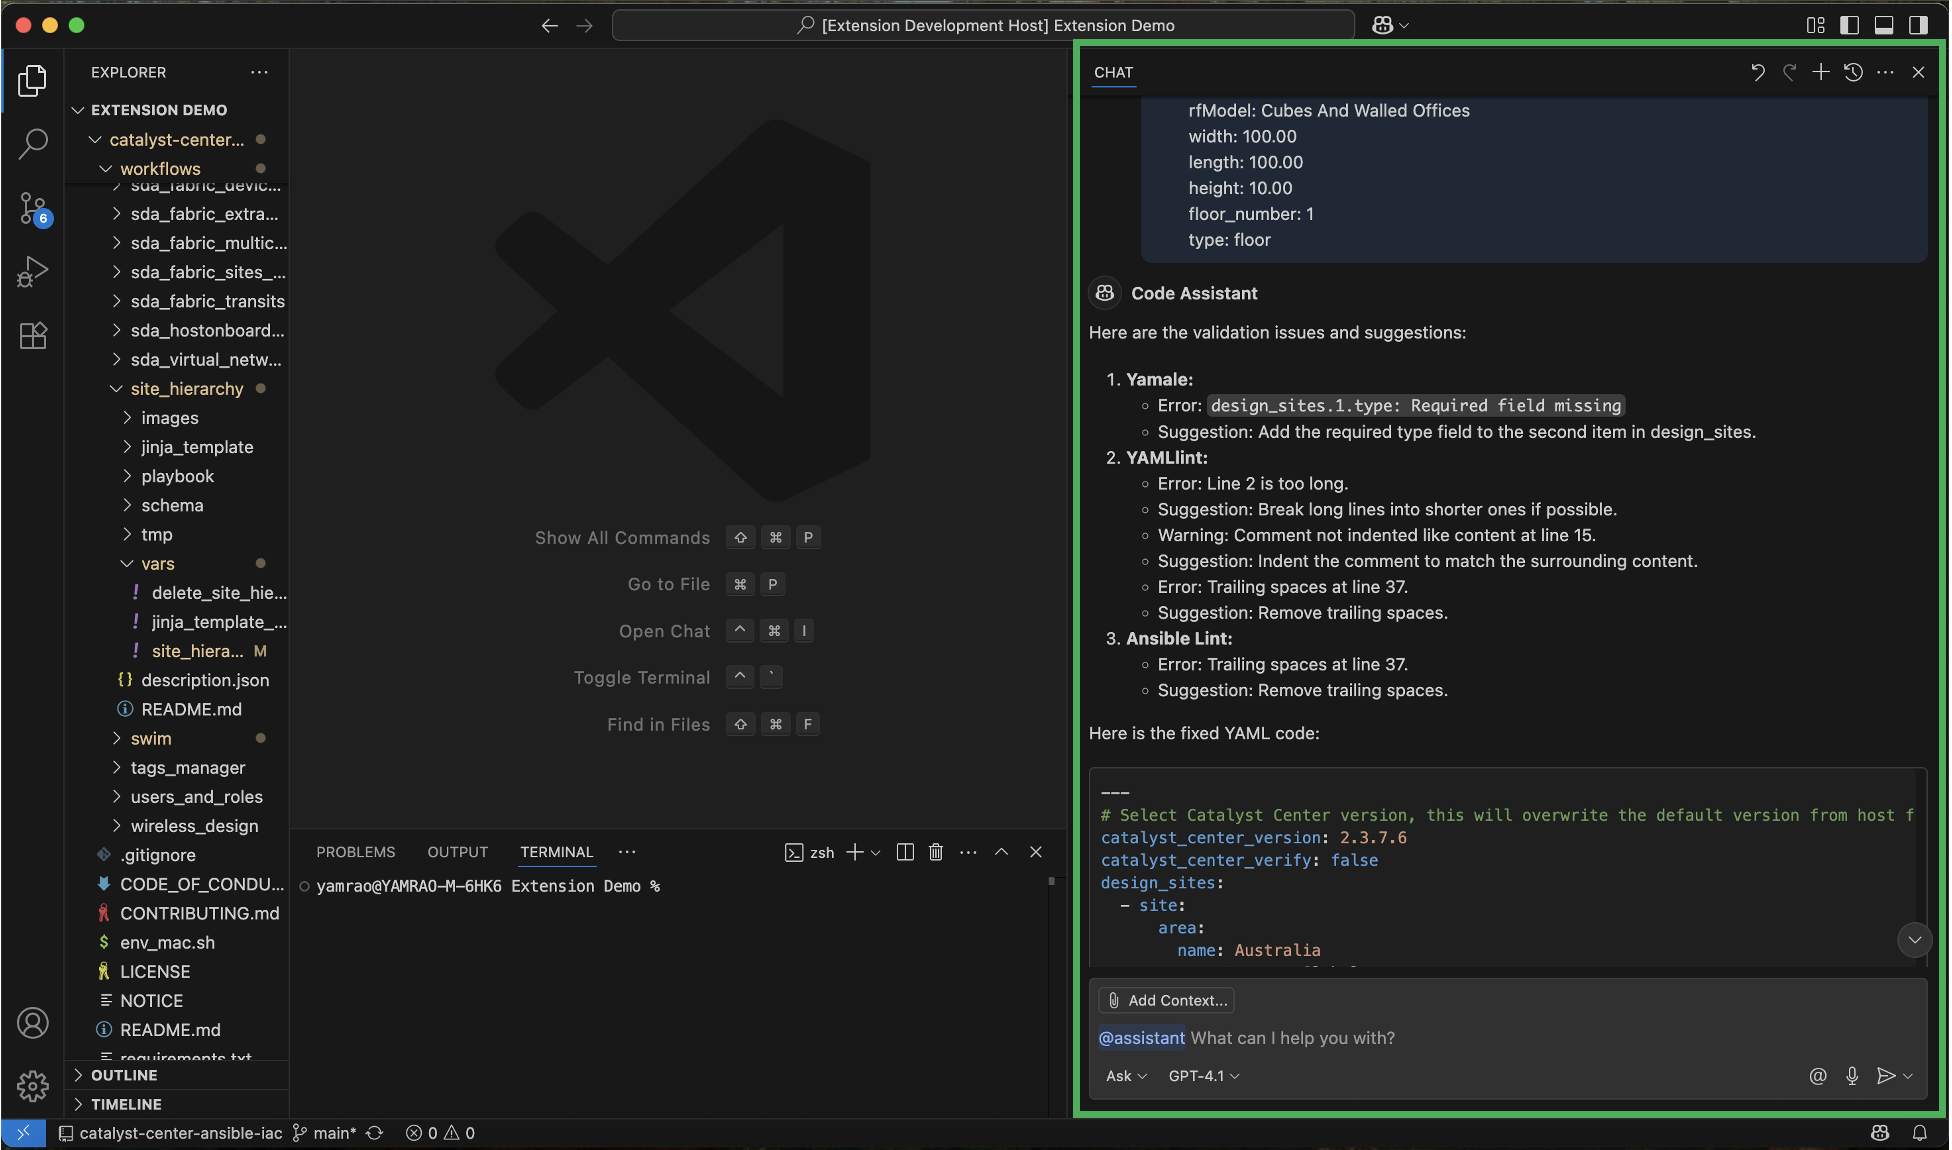 [Extension Development Host] Extension Demo
EXPLORER
EXTENSION DEMO
catalyst-center...
workflows
sda_fabric_devic...
sda_fabric_extra...
sda_fabric_multic...
sda_fabric_sites_...
sda_fabric_transits
sda_hostonboard...
sda_virtual_netw...
site_hierarchy
images
jinja_template
playbook
schema
tmp
vars
! delete_site_hie...
! jinja_template_...
! site_hiera... M
{} description.json
README.md
swim
tags_manager
users_and_roles
wireless_design
.gitignore
CODE_OF_CONDU...
CONTRIBUTING.md
$ env_mac.sh
LICENSE
NOTICE
README.md
requirements.txt
OUTLINE
TIMELINE
6
Show All Commands ⇧ ⌘ P
Go to File ⌘ P
Open Chat ^ ⌘ I
Toggle Terminal ^ `
Find in Files ⇧ ⌘ F
PROBLEMS OUTPUT TERMINAL ...
zsh
yamrao@YAMRAO-M-6HK6 Extension Demo %
CHAT
rfModel: Cubes And Walled Offices
width: 100.00
length: 100.00
height: 10.00
floor_number: 1
type: floor
Code Assistant
Here are the validation issues and suggestions:
1. Yamale:
Error: design_sites.1.type: Required field missing
Suggestion: Add the required type field to the second item in design_sites.
2. YAMLlint:
Error: Line 2 is too long.
Suggestion: Break long lines into shorter ones if possible.
Warning: Comment not indented like content at line 15.
Suggestion: Indent the comment to match the surrounding content.
Error: Trailing spaces at line 37.
Suggestion: Remove trailing spaces.
3. Ansible Lint:
Error: Trailing spaces at line 37.
Suggestion: Remove trailing spaces.
Here is the fixed YAML code:
---
# Select Catalyst Center version, this will overwrite the default version from host f
catalyst_center_version: 2.3.7.6
catalyst_center_verify: false
design_sites:
- site:
area:
name: Australia
Add Context...
@assistant What can I help you with?
Ask GPT-4.1
catalyst-center-ansible-iac main* 0 0